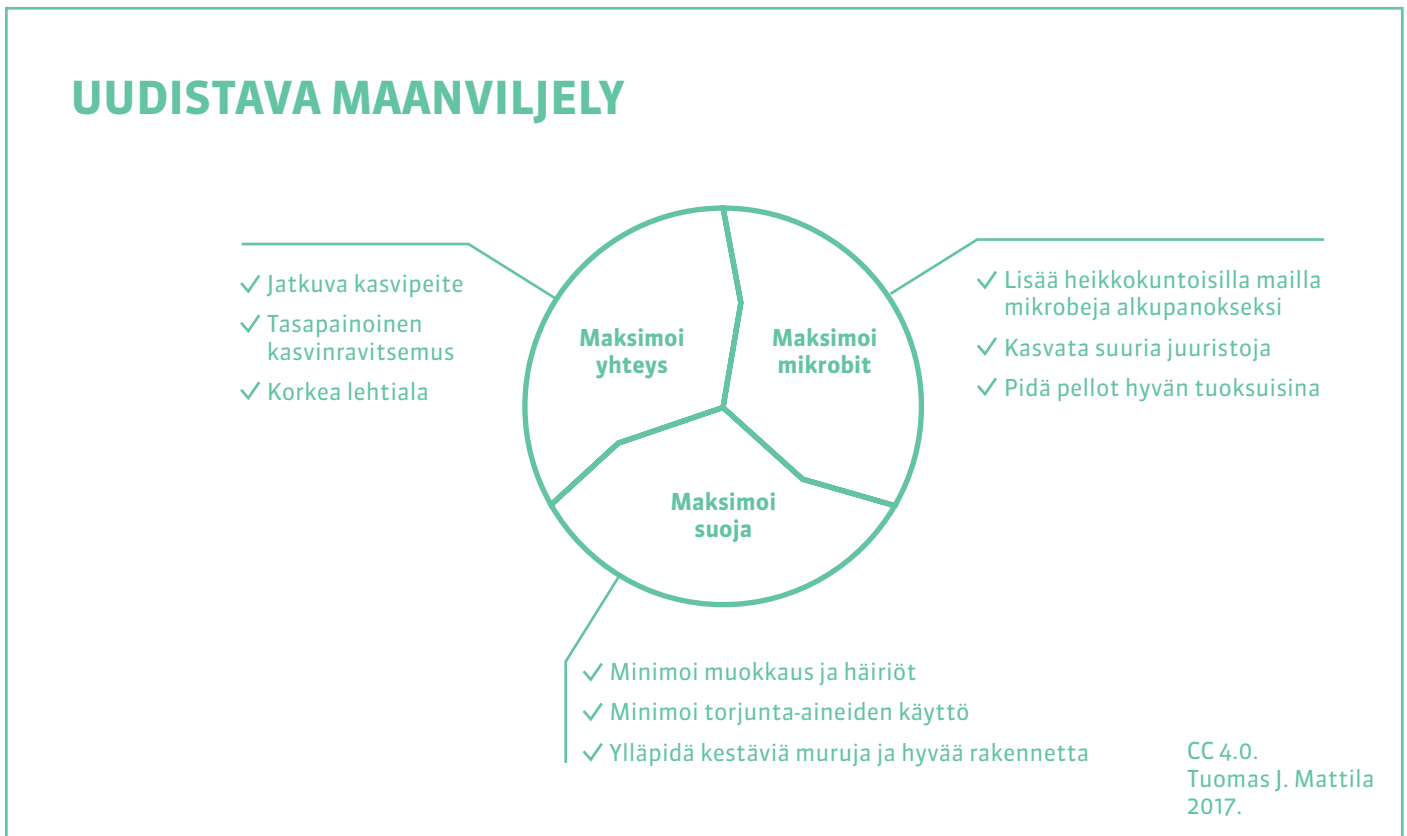 UUDISTAVA MAANVILJELY
✓ Jatkuva kasvipeite
✓ Tasapainoinen
kasvinravitsemus
✓ Korkea lehtiala
Maksimoi
yhteys
Maksimoi
mikrobit
✓ Lisää heikkokuntoisilla mailla
mikrobeja alkupanokseksi
✓ Kasvata suuria juuristoja
✓ Pidä pellot hyvän tuoksuisina
Maksimoi
suoja
✓ Minimoi muokkaus ja häiriöt
✓ Minimoi torjunta-aineiden käyttö
✓ Ylläpidä kestäviä muruja ja hyvää rakennetta
CC 4.0.
Tuomas J. Mattila
2017.